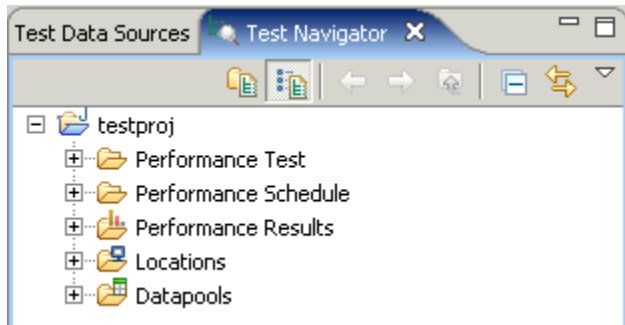 Test Data Sources Test Navigator
testproj
Performance Test
Performance Schedule
Performance Results
Locations
Datapools